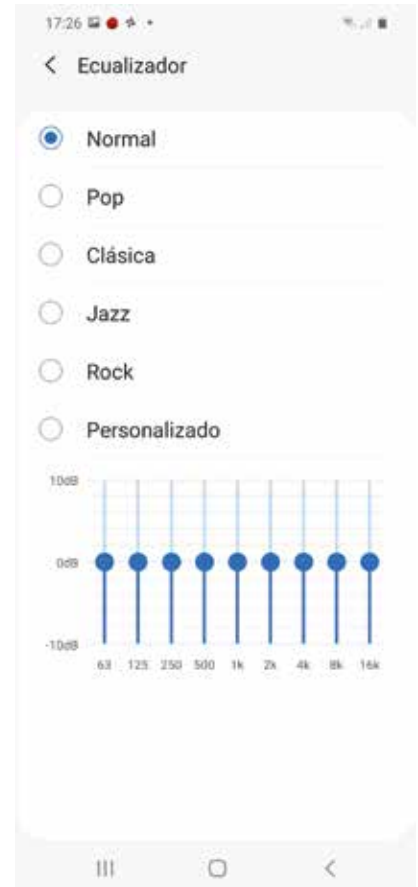 17:26
Ecualizador
Normal
Pop
Clásica
Jazz
Rock
Personalizado
10dB
0dB
-10dB
63 125 250 500 1k 2k 4k 8k 16k